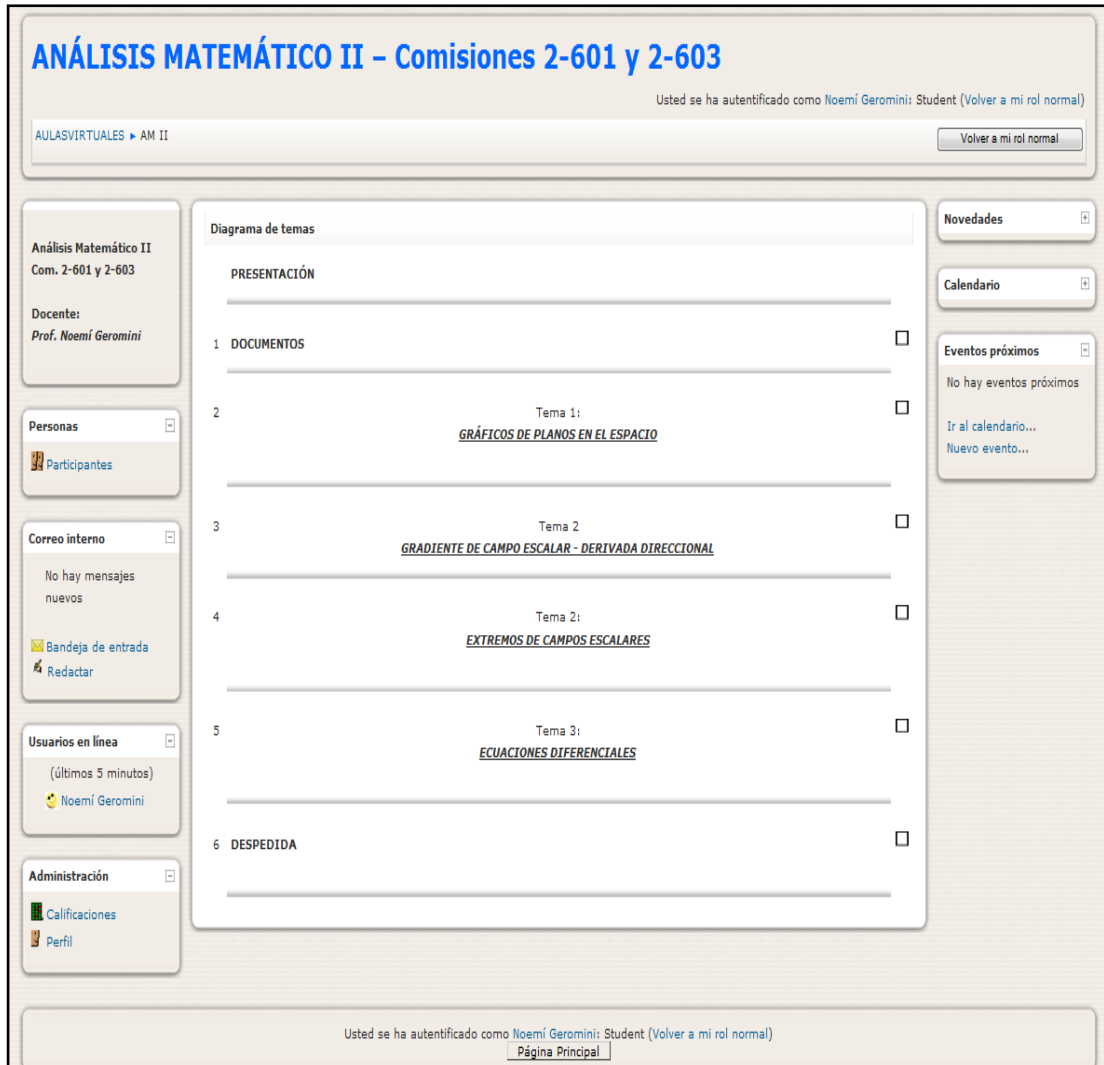 ANÁLISIS MATEMÁTICO II – Comisiones 2-601 y 2-603
Usted se ha autentificado como Noemí Geromini: Student (Volver a mi rol normal)
AULASVIRTUALES ► AM II
Volver a mi rol normal
Análisis Matemático II
Com. 2-601 y 2-603
Docente:
Prof. Noemí Geromini
Personas
Participantes
Correo interno
No hay mensajes
nuevos
Bandeja de entrada
Redactar
Usuarios en línea
(últimos 5 minutos)
Noemí Geromini
Administración
Calificaciones
Perfil
Diagrama de temas
PRESENTACIÓN
1 DOCUMENTOS
2 Tema 1:
GRÁFICOS DE PLANOS EN EL ESPACIO
3 Tema 2
GRADIENTE DE CAMPO ESCALAR - DERIVADA DIRECCIONAL
4 Tema 2:
EXTREMOS DE CAMPOS ESCALARES
5 Tema 3:
ECUACIONES DIFERENCIALES
6 DESPEDIDA
Novedades
Calendario
Eventos próximos
No hay eventos próximos
Ir al calendario...
Nuevo evento...
Usted se ha autentificado como Noemí Geromini: Student (Volver a mi rol normal)
Página Principal